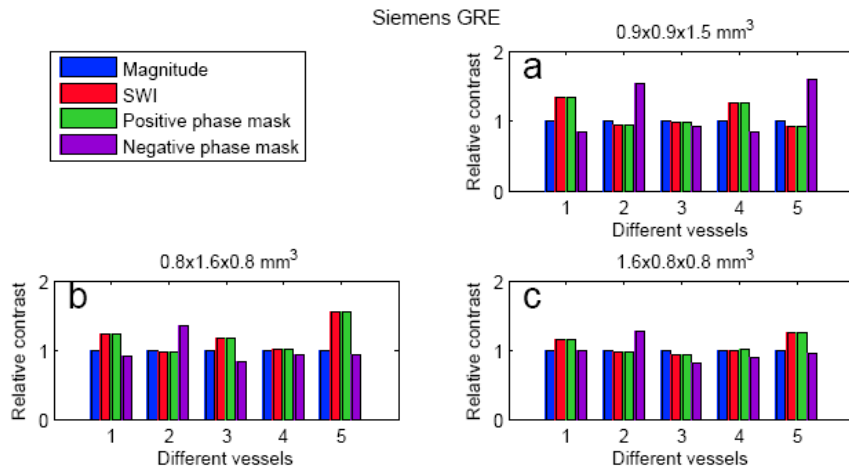 Siemens GRE
Magnitude
SWI
Positive phase mask
Negative phase mask
0.9x0.9x1.5 mm³
a
Relative contrast
2
1
0
1 2 3 4 5
Different vessels
0.8x1.6x0.8 mm³
b
Relative contrast
2
1
0
1 2 3 4 5
Different vessels
1.6x0.8x0.8 mm³
c
Relative contrast
2
1
0
1 2 3 4 5
Different vessels